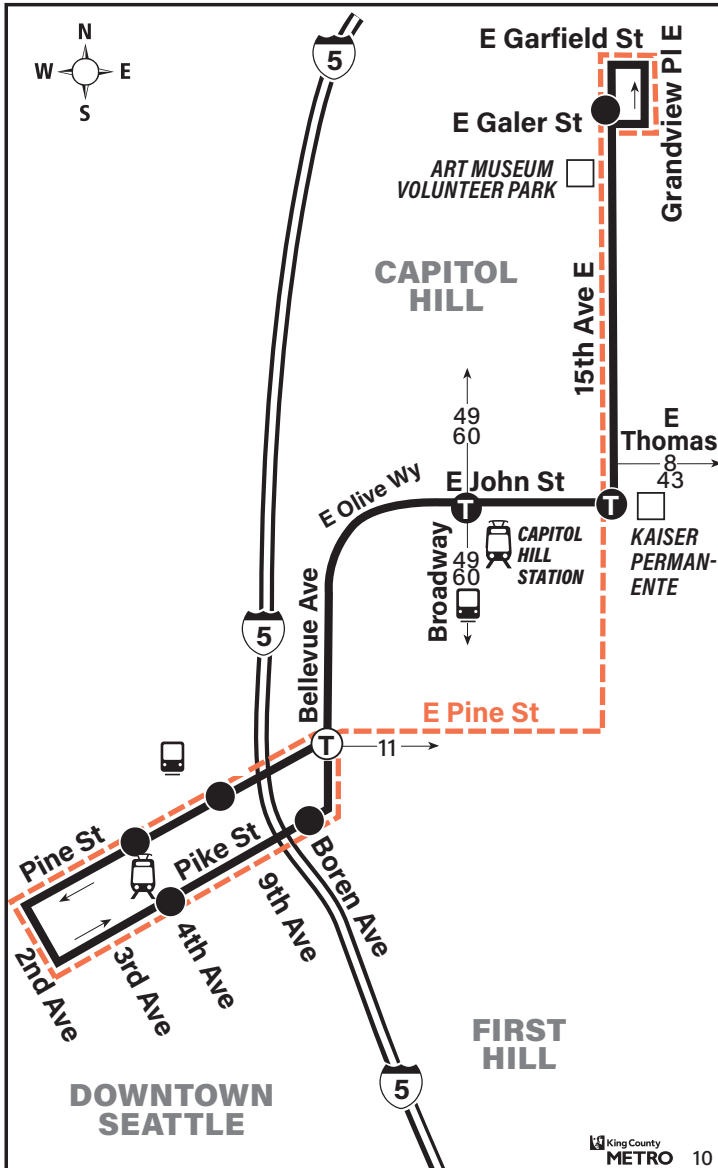 N
W
E
S
5
E Garfield St
Grandview Pl E
E Galer St
ART MUSEUM
VOLUNTEER PARK
CAPITOL
HILL
15th Ave E
49
60
E
Thomas
8
43
E Olive Wy
E John St
T
T
CAPITOL
HILL
STATION
KAISER
PERMAN-
ENTE
49
60
Broadway
5
Bellevue Ave
E Pine St
T
11
Pine St
Pike St
Boren Ave
9th Ave
4th Ave
3rd Ave
2nd Ave
FIRST
HILL
DOWNTOWN
SEATTLE
5
King County
METRO 10